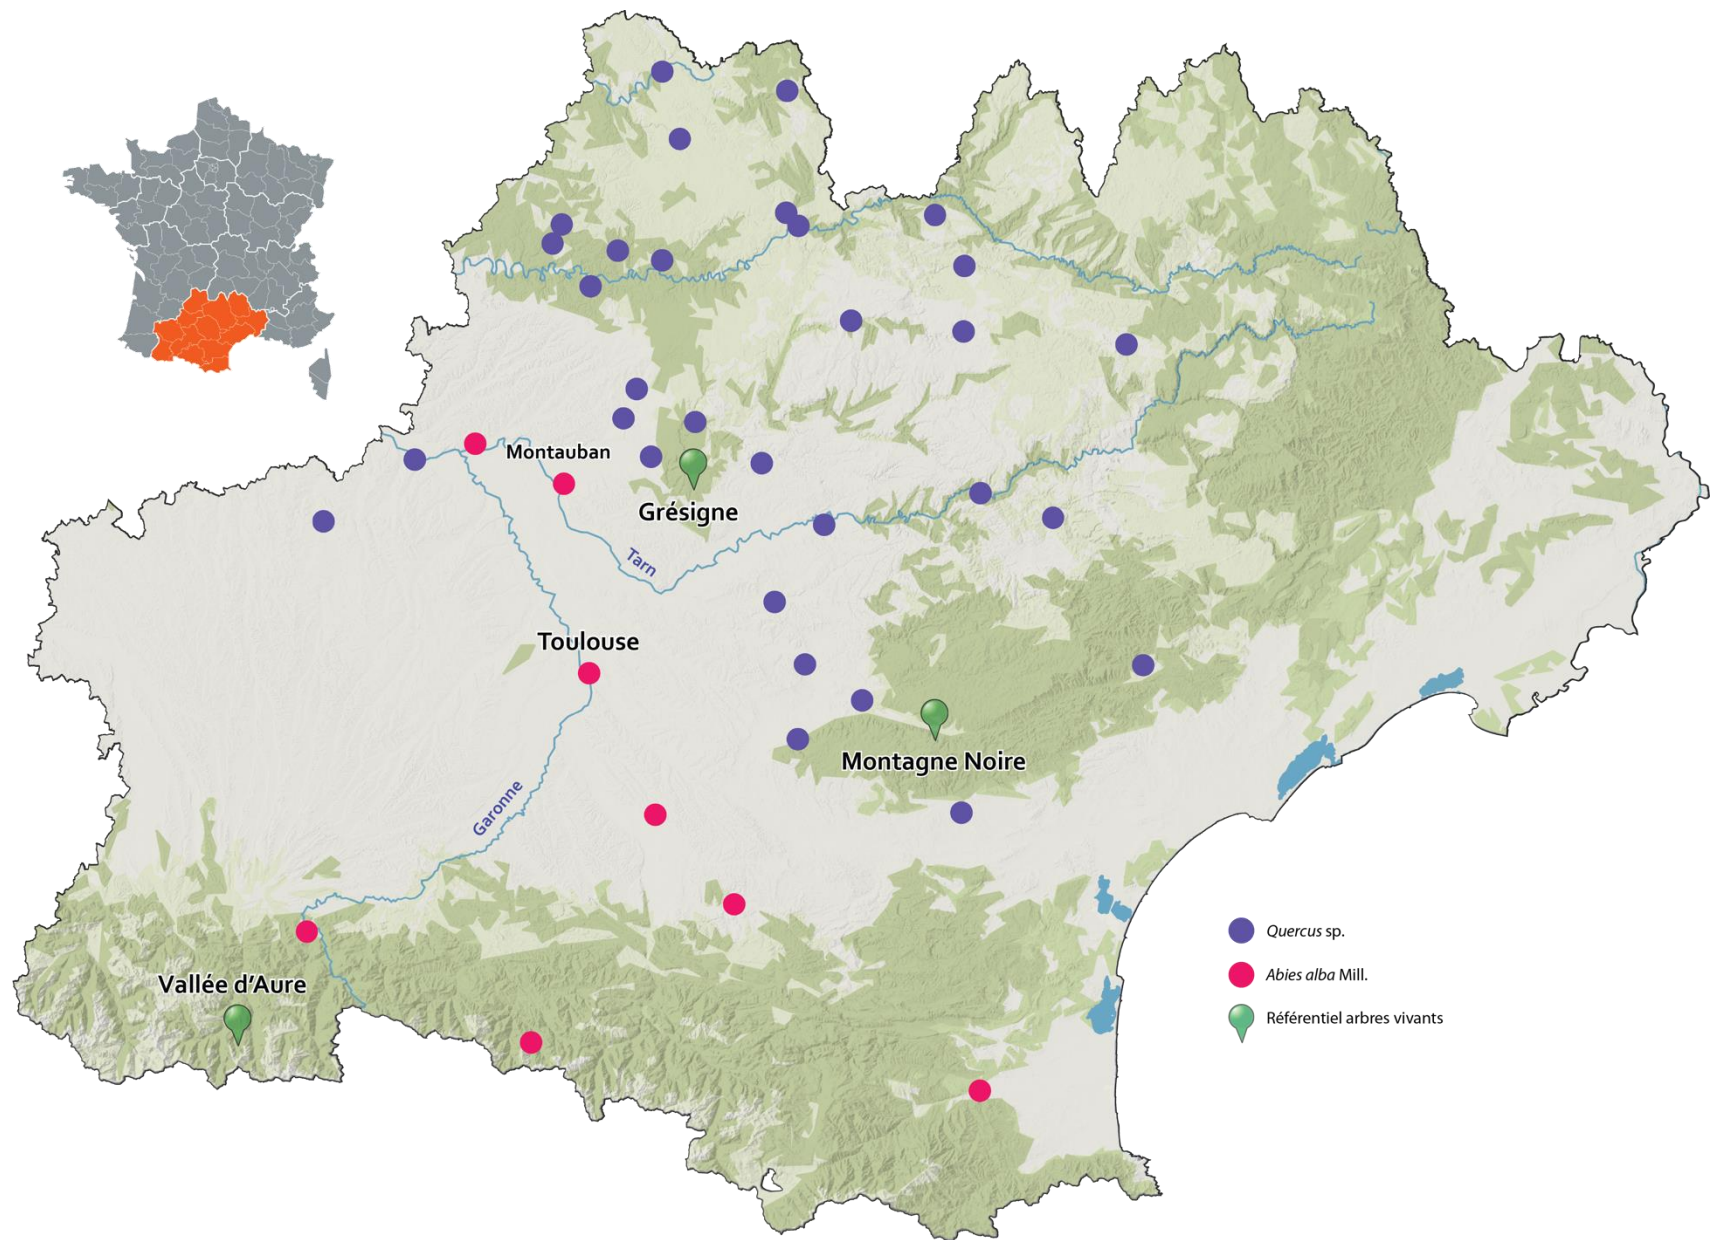 Montauban
Grésigne
Tarn
Toulouse
Montagne Noire
Garonne
Vallée d'Aure
Quercus sp.
Abies alba Mill.
Référentiel arbres vivants